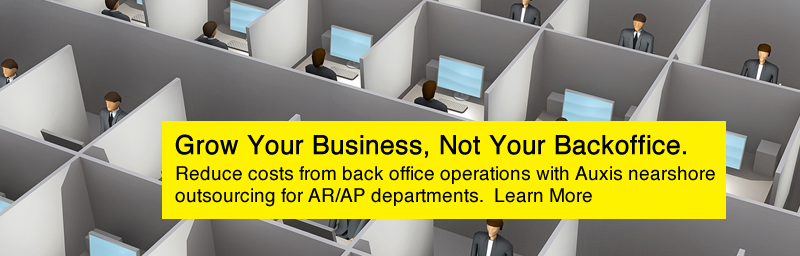 Grow Your Business, Not Your Backoffice.
Reduce costs from back office operations with Auxis nearshore
outsourcing for AR/AP departments.  Learn More